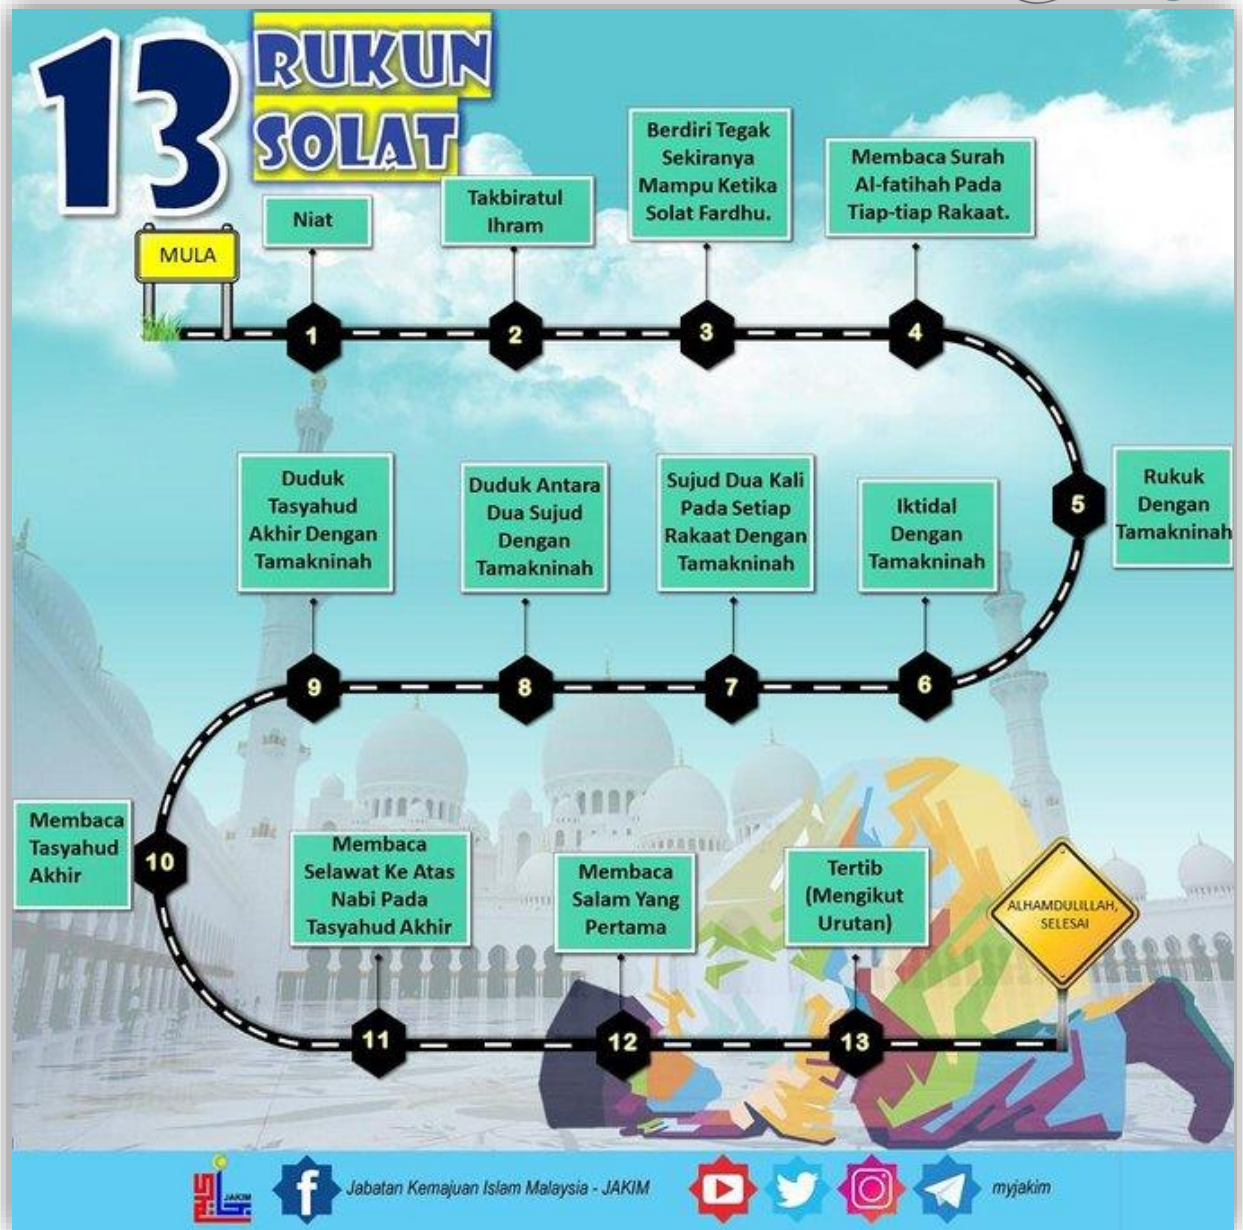 13 RUKUN
SOLAT
MULA
Niat
Takbiratul
Ihram
Berdiri Tegak
Sekiranya
Mampu Ketika
Solat Fardhu.
Membaca Surah
Al-fatihah Pada
Tiap-tiap Rakaat.
1
2
3
4
Rukuk
Dengan
Tamakninah
5
Iktidal
Dengan
Tamakninah
6
Sujud Dua Kali
Pada Setiap
Rakaat Dengan
Tamakninah
7
Duduk Antara
Dua Sujud
Dengan
Tamakninah
8
Duduk
Tasyahud
Akhir Dengan
Tamakninah
9
Membaca
Tasyahud
Akhir
10
Membaca
Selawat Ke Atas
Nabi Pada
Tasyahud Akhir
11
Membaca
Salam Yang
Pertama
12
Tertib
(Mengikut
Urutan)
13
ALHAMDULILLAH,
SELESAI
JAKIM
f
Jabatan Kemajuan Islam Malaysia - JAKIM
myjakim